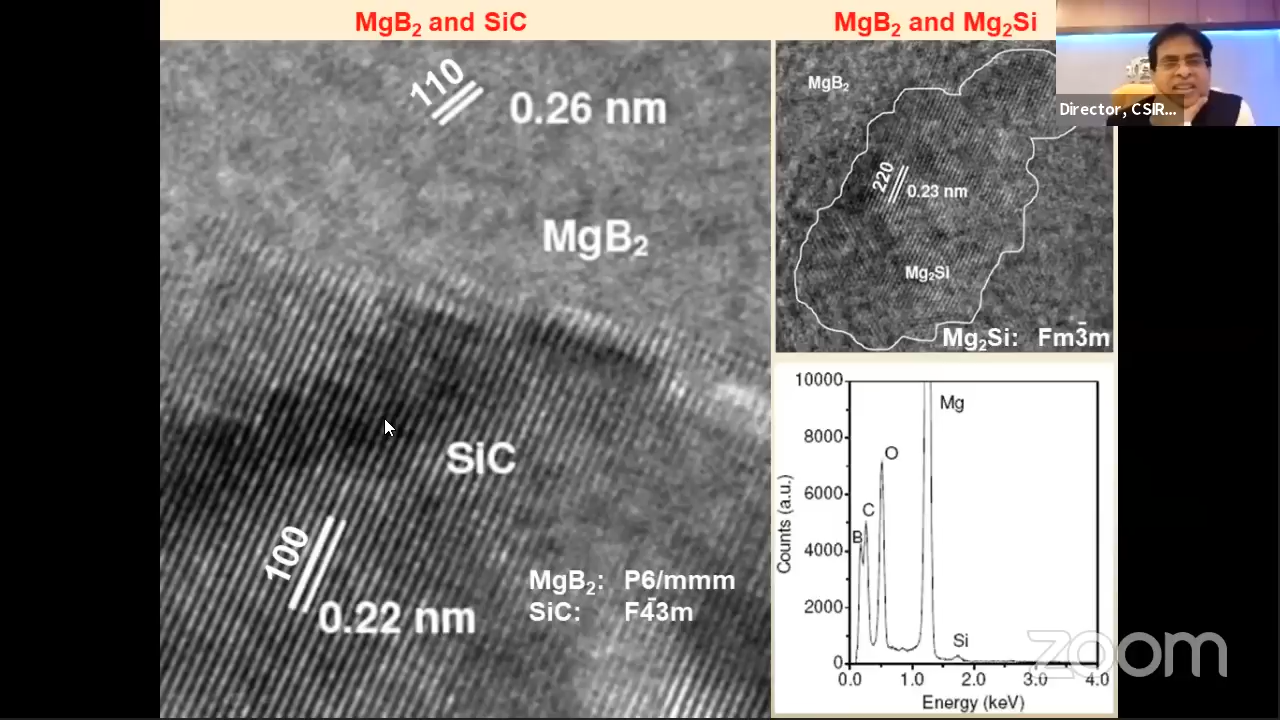 MgB₂ and SiC
MgB₂ and Mg₂Si
110
0.26 nm
MgB₂
SiC
100
0.22 nm
MgB₂: P6/mmm
SiC: F4̄3m
MgB₂
220
0.23 nm
Mg₂Si
Mg₂Si: Fm3̄m
Director, CSIR...
10000
8000
6000
4000
2000
0
Counts (a.u.)
B
C
O
Mg
Si
0.0 1.0 2.0 3.0 4.0
Energy (keV)
zoom